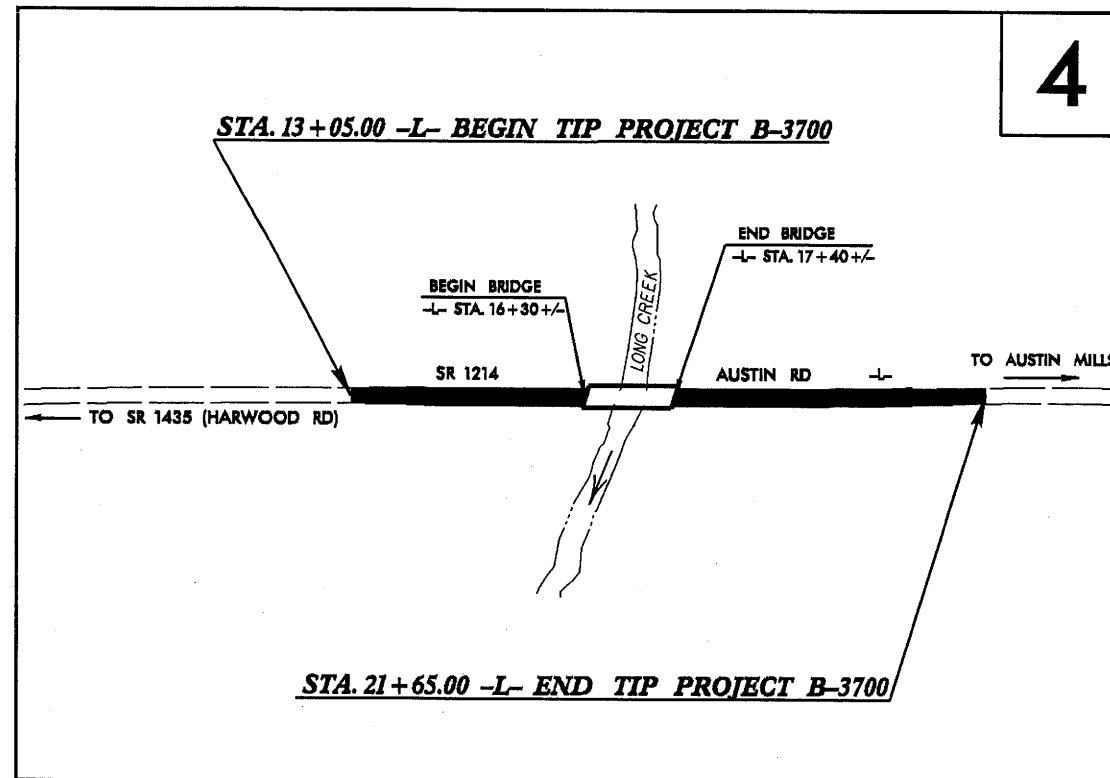 4
STA. 13+05.00 -L- BEGIN TIP PROJECT B-3700
END BRIDGE
-L- STA. 17+40+/-
BEGIN BRIDGE
-L- STA. 16+30+/-
LONG CREEK
SR 1214
AUSTIN RD -L-
TO AUSTIN MILLS
TO SR 1435 (HARWOOD RD)
STA. 21+65.00 -L- END TIP PROJECT B-3700